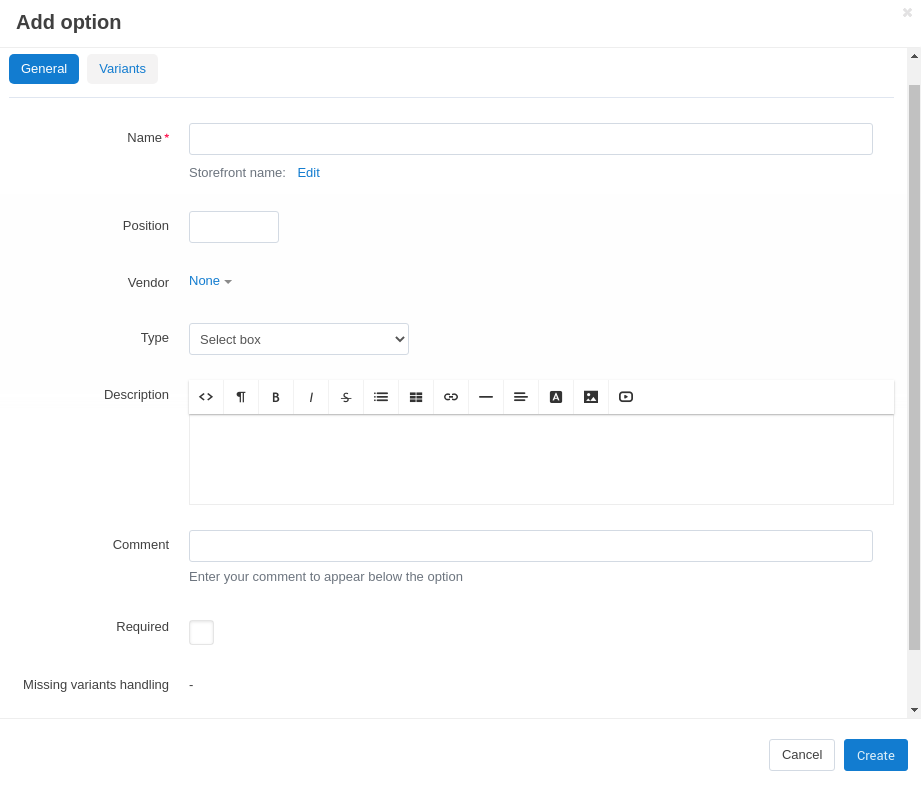 Add option
General Variants
Name *
Storefront name: Edit
Position
Vendor None
Type Select box
Description
Comment
Enter your comment to appear below the option
Required
Missing variants handling -
Cancel Create